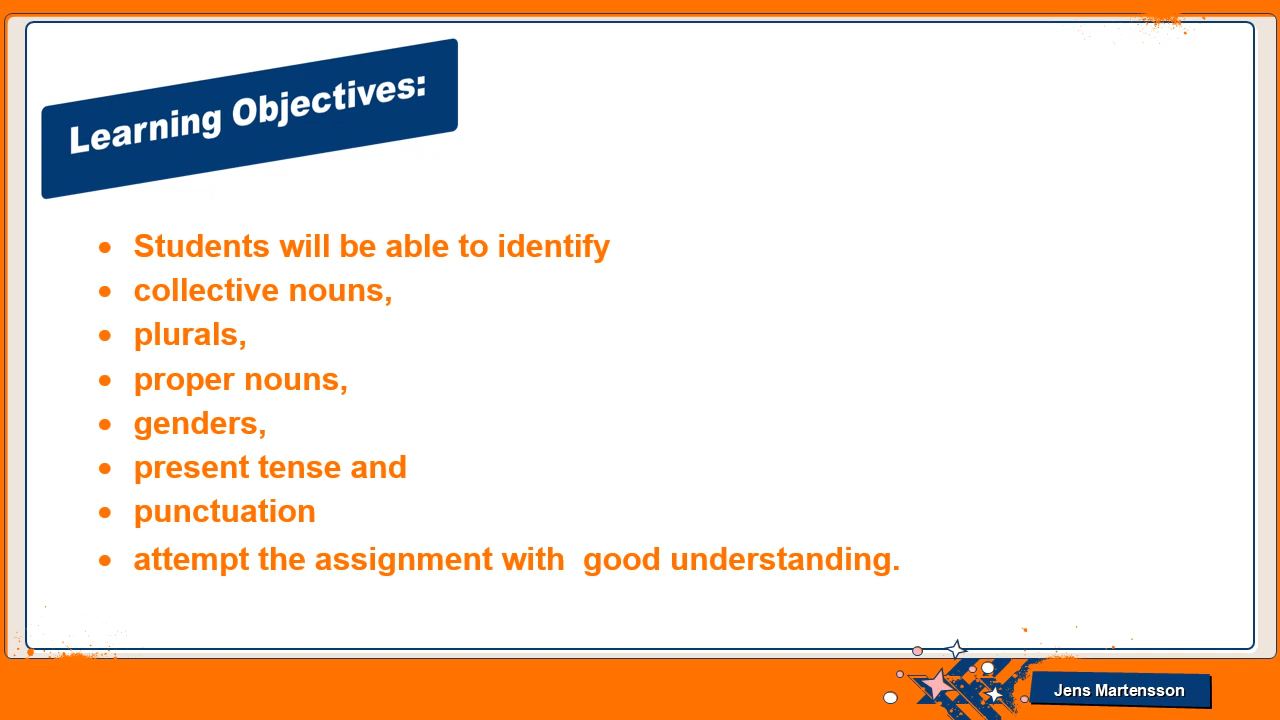 Learning Objectives:
• Students will be able to identify
• collective nouns,
• plurals,
• proper nouns,
• genders,
• present tense and
• punctuation
• attempt the assignment with  good understanding.
Jens Martensson